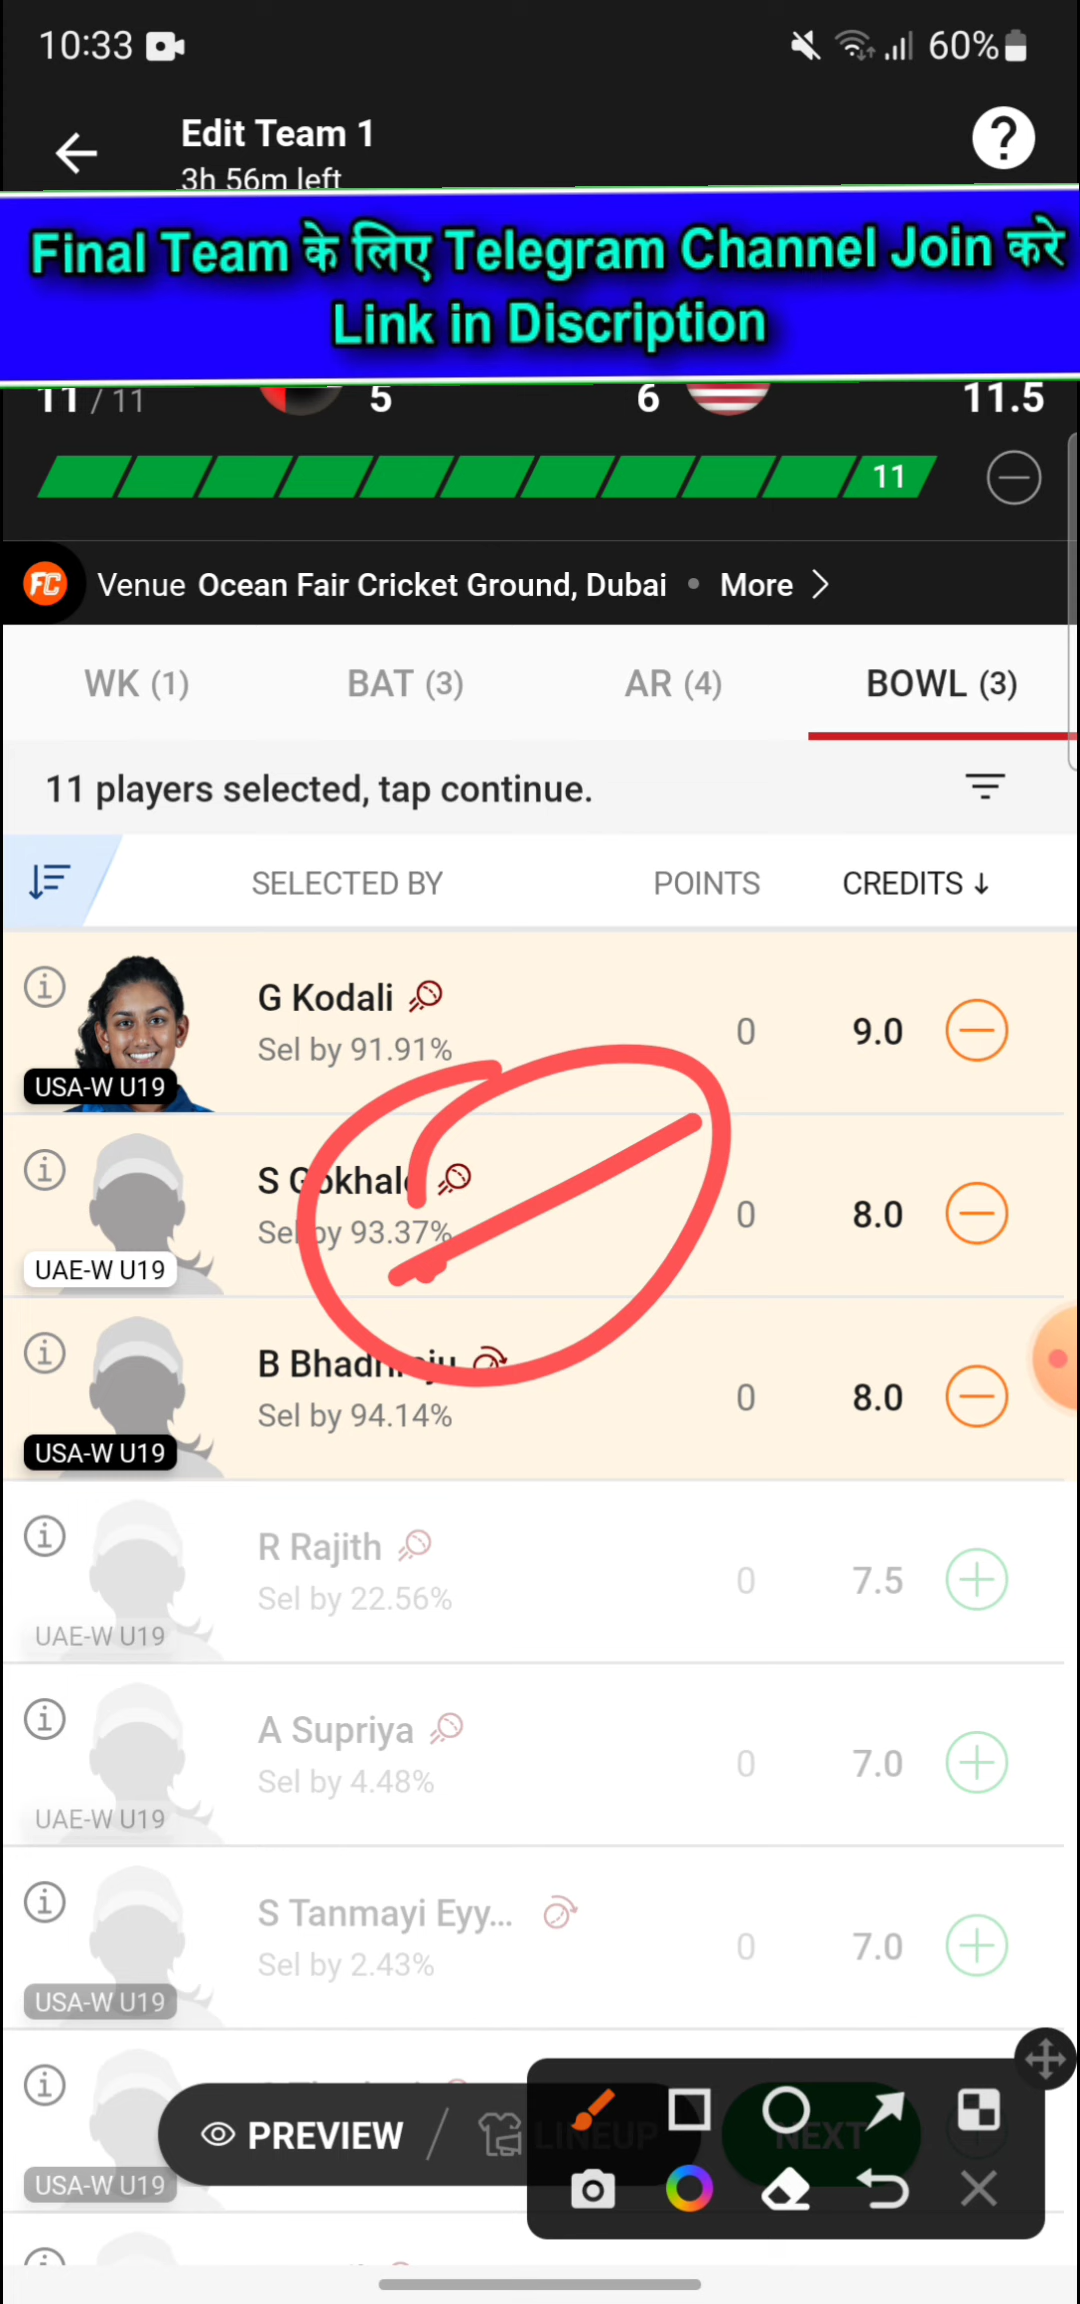 10:33
60%
Edit Team 1
3h 56m left
Final Team के लिए Telegram Channel Join करे
Link in Discription
11 / 11 5 6 11.5
11
FC Venue Ocean Fair Cricket Ground, Dubai • More
WK (1) BAT (3) AR (4) BOWL (3)
11 players selected, tap continue.
SELECTED BY POINTS CREDITS ↓
G Kodali
Sel by 91.91% 0 9.0
USA-W U19
S Gokhale
Sel by 93.37% 0 8.0
UAE-W U19
B Bhadriraju
Sel by 94.14% 0 8.0
USA-W U19
R Rajith
Sel by 22.56% 0 7.5
UAE-W U19
A Supriya
Sel by 4.48% 0 7.0
UAE-W U19
S Tanmayi Eyy...
Sel by 2.43% 0 7.0
USA-W U19
PREVIEW / LINEUP NEXT
USA-W U19